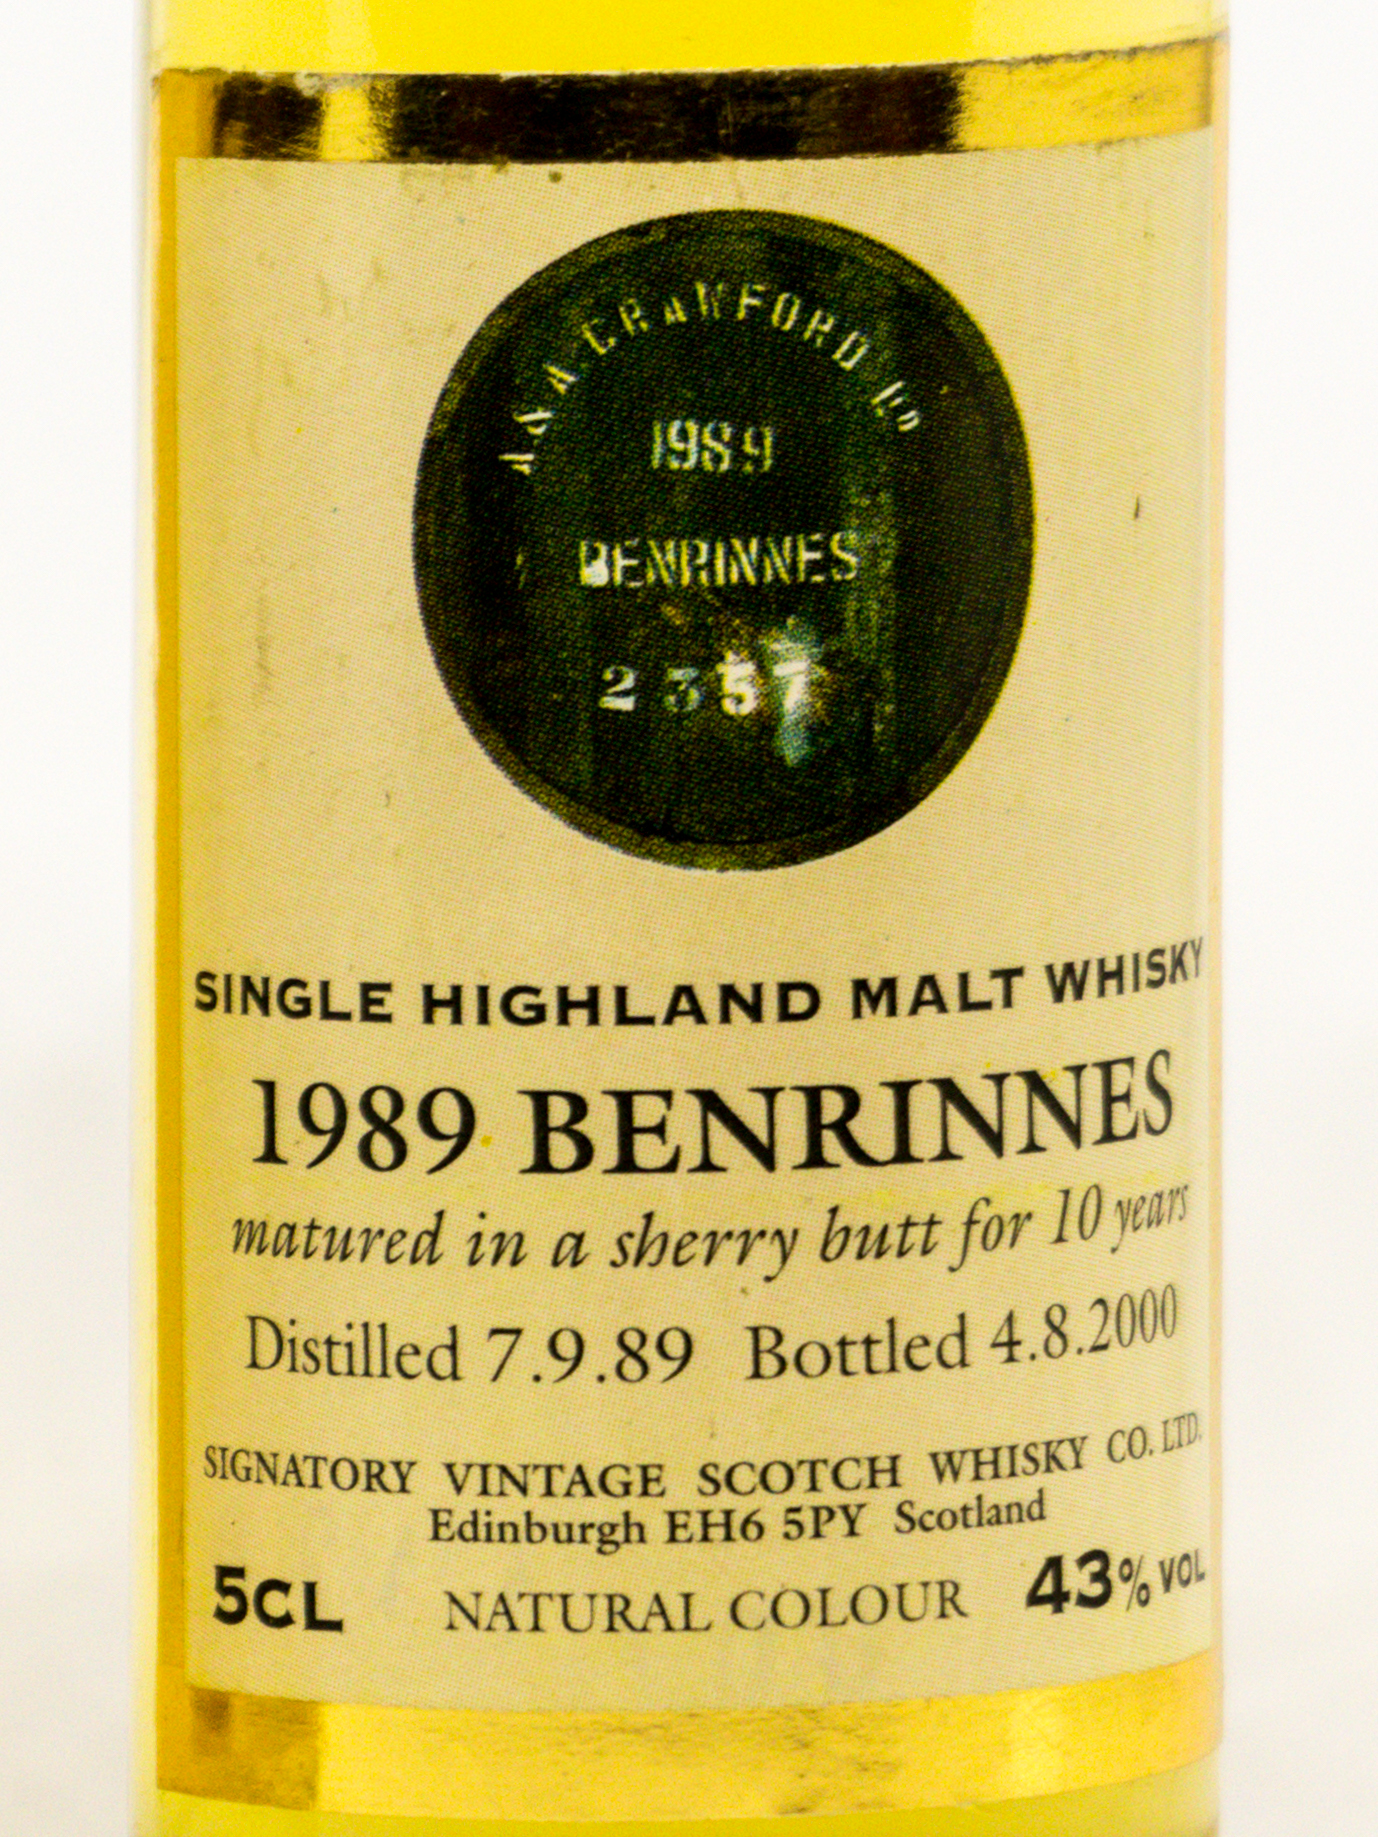 A & A CRAWFORD LTD
1989
BENRINNES
2357
SINGLE HIGHLAND MALT WHISKY
1989 BENRINNES
matured in a sherry butt for 10 years
Distilled 7.9.89 Bottled 4.8.2000
SIGNATORY VINTAGE SCOTCH WHISKY CO. LTD.
Edinburgh EH6 5PY Scotland
5CL NATURAL COLOUR 43% VOL